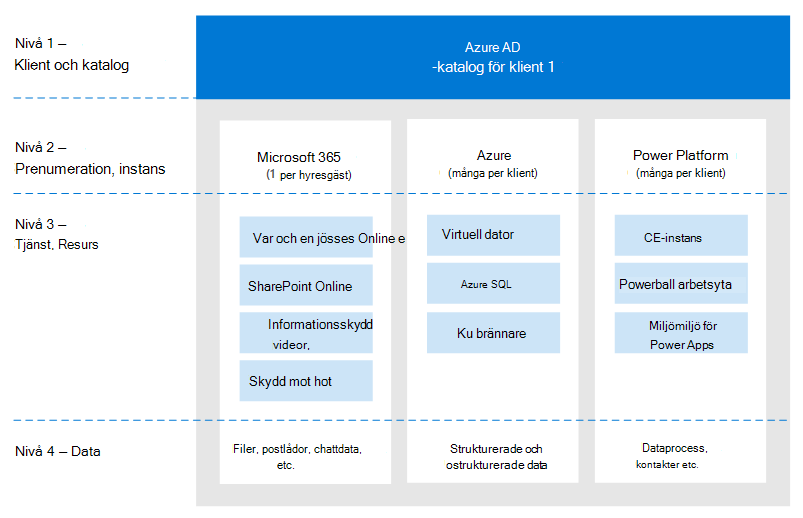 Nivå 1 –
Klient och katalog
Azure AD
-katalog för klient 1
Nivå 2 –
Prenumeration, instans
Microsoft 365
(1 per hyresgäst)
Azure
(många per klient)
Power Platform
(många per klient)
Nivå 3 –
Tjänst, Resurs
Var och en jösses Online e
SharePoint Online
Informationsskydd
videor,
Skydd mot hot
Virtuell dator
Azure SQL
Ku brännare
CE-instans
Powerball arbetsyta
Miljömiljö för
Power Apps
Nivå 4 – Data
Filer, postlådor, chattdata,
etc.
Strukturerade och
ostrukturerade data
Dataprocess,
kontakter etc.